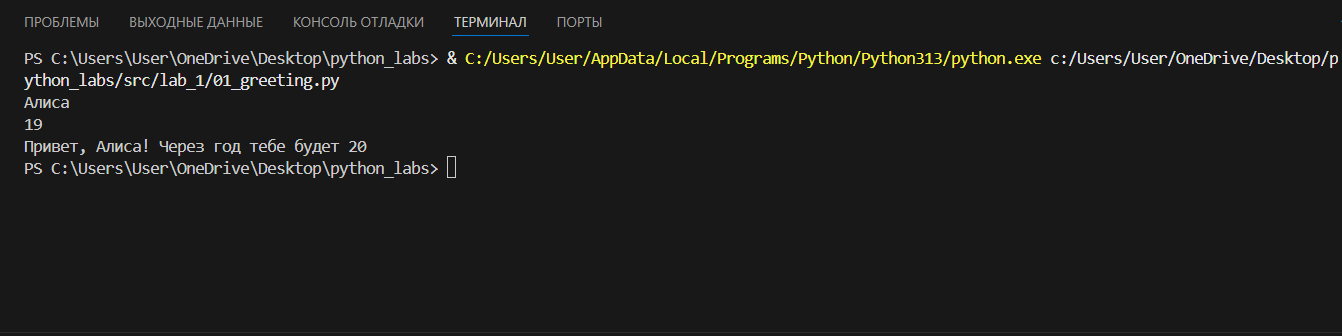 ПРОБЛЕМЫ ВЫХОДНЫЕ ДАННЫЕ КОНСОЛЬ ОТЛАДКИ ТЕРМИНАЛ ПОРТЫ
PS C:\Users\User\OneDrive\Desktop\python_labs> & C:/Users/User/AppData/Local/Programs/Python/Python313/python.exe c:/Users/User/OneDrive/Desktop/p
ython_labs/src/lab_1/01_greeting.py
Алиса
19
Привет, Алиса! Через год тебе будет 20
PS C:\Users\User\OneDrive\Desktop\python_labs>